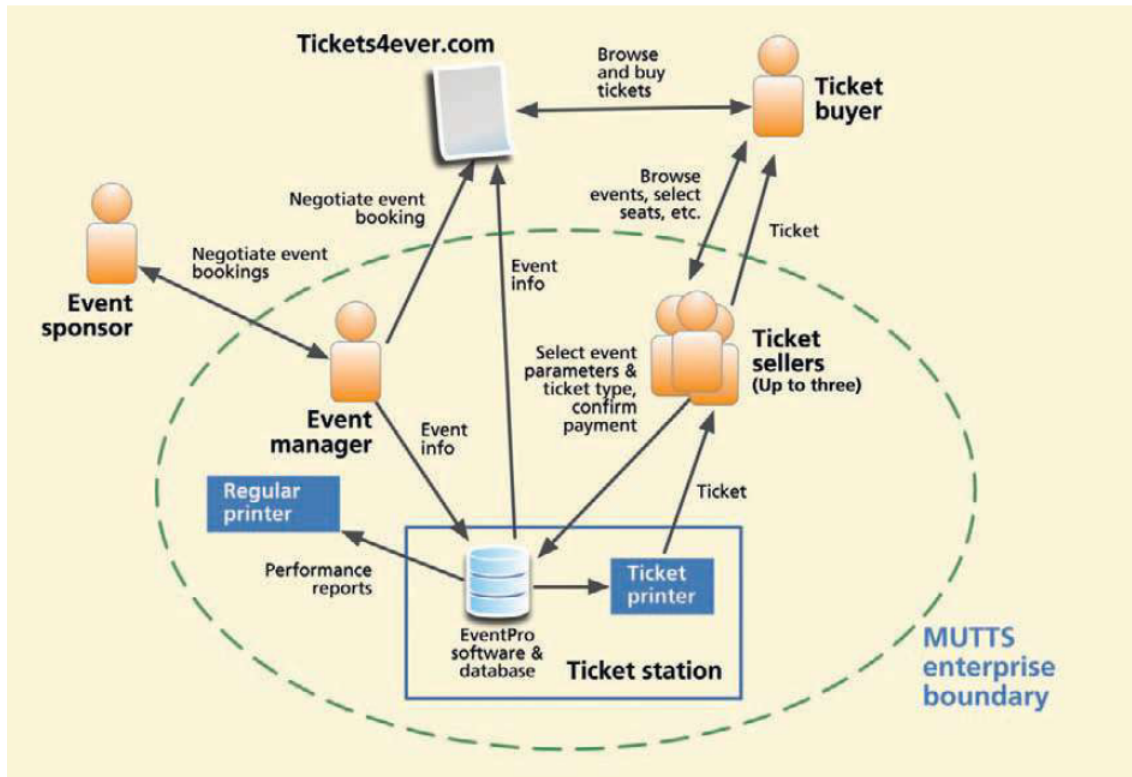 Tickets4ever.com
Browse
and buy
tickets
Ticket
buyer
Negotiate event
booking
Browse
events, select
seats, etc.
Ticket
Negotiate event
bookings
Event
sponsor
Event
info
Select event
parameters &
ticket type,
confirm
payment
Ticket
sellers
(Up to three)
Event
manager
Event
info
Regular
printer
Ticket
Performance
reports
Ticket
printer
EventPro
software &
database
Ticket station
MUTTS
enterprise
boundary